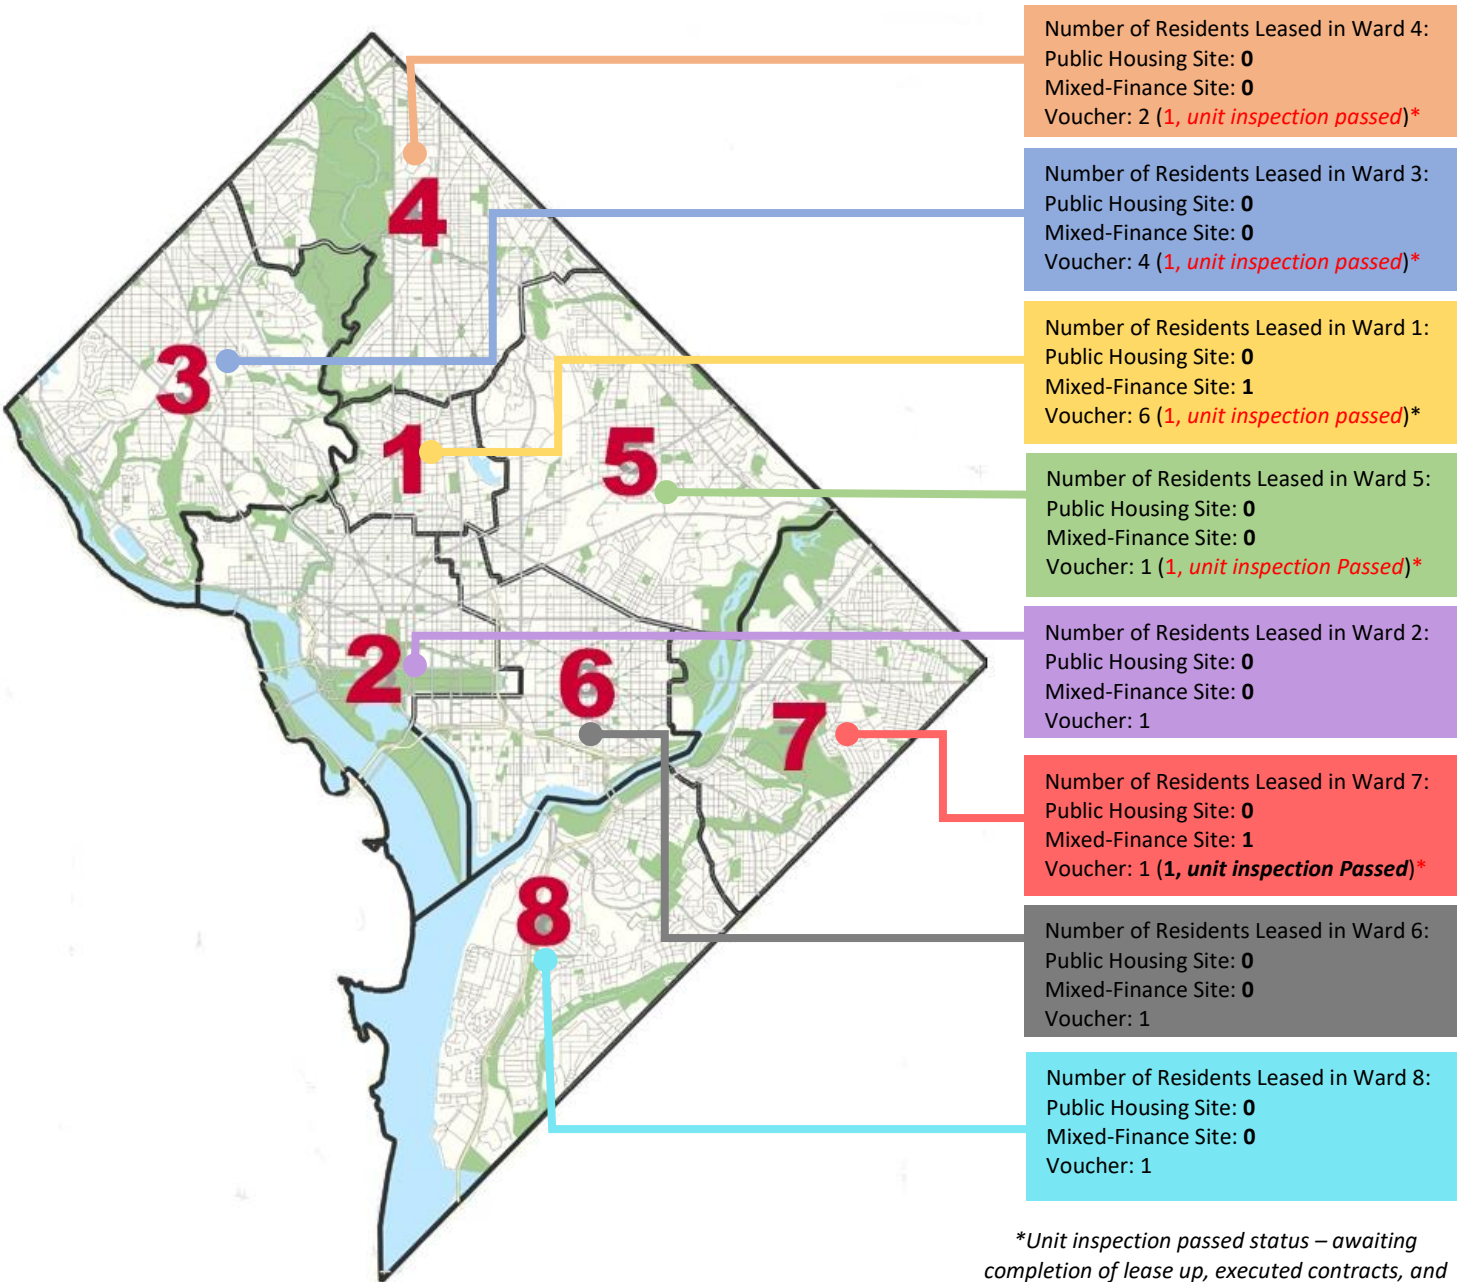 Number of Residents Leased in Ward 4:
Public Housing Site: 0
Mixed-Finance Site: 0
Voucher: 2 (1, unit inspection passed)*
Number of Residents Leased in Ward 3:
Public Housing Site: 0
Mixed-Finance Site: 0
Voucher: 4 (1, unit inspection passed)*
Number of Residents Leased in Ward 1:
Public Housing Site: 0
Mixed-Finance Site: 1
Voucher: 6 (1, unit inspection passed)*
Number of Residents Leased in Ward 5:
Public Housing Site: 0
Mixed-Finance Site: 0
Voucher: 1 (1, unit inspection Passed)*
Number of Residents Leased in Ward 2:
Public Housing Site: 0
Mixed-Finance Site: 0
Voucher: 1
Number of Residents Leased in Ward 7:
Public Housing Site: 0
Mixed-Finance Site: 1
Voucher: 1 (1, unit inspection Passed)*
Number of Residents Leased in Ward 6:
Public Housing Site: 0
Mixed-Finance Site: 0
Voucher: 1
Number of Residents Leased in Ward 8:
Public Housing Site: 0
Mixed-Finance Site: 0
Voucher: 1
*Unit inspection passed status – awaiting
completion of lease up, executed contracts, and
4
3
1
5
2
6
7
8